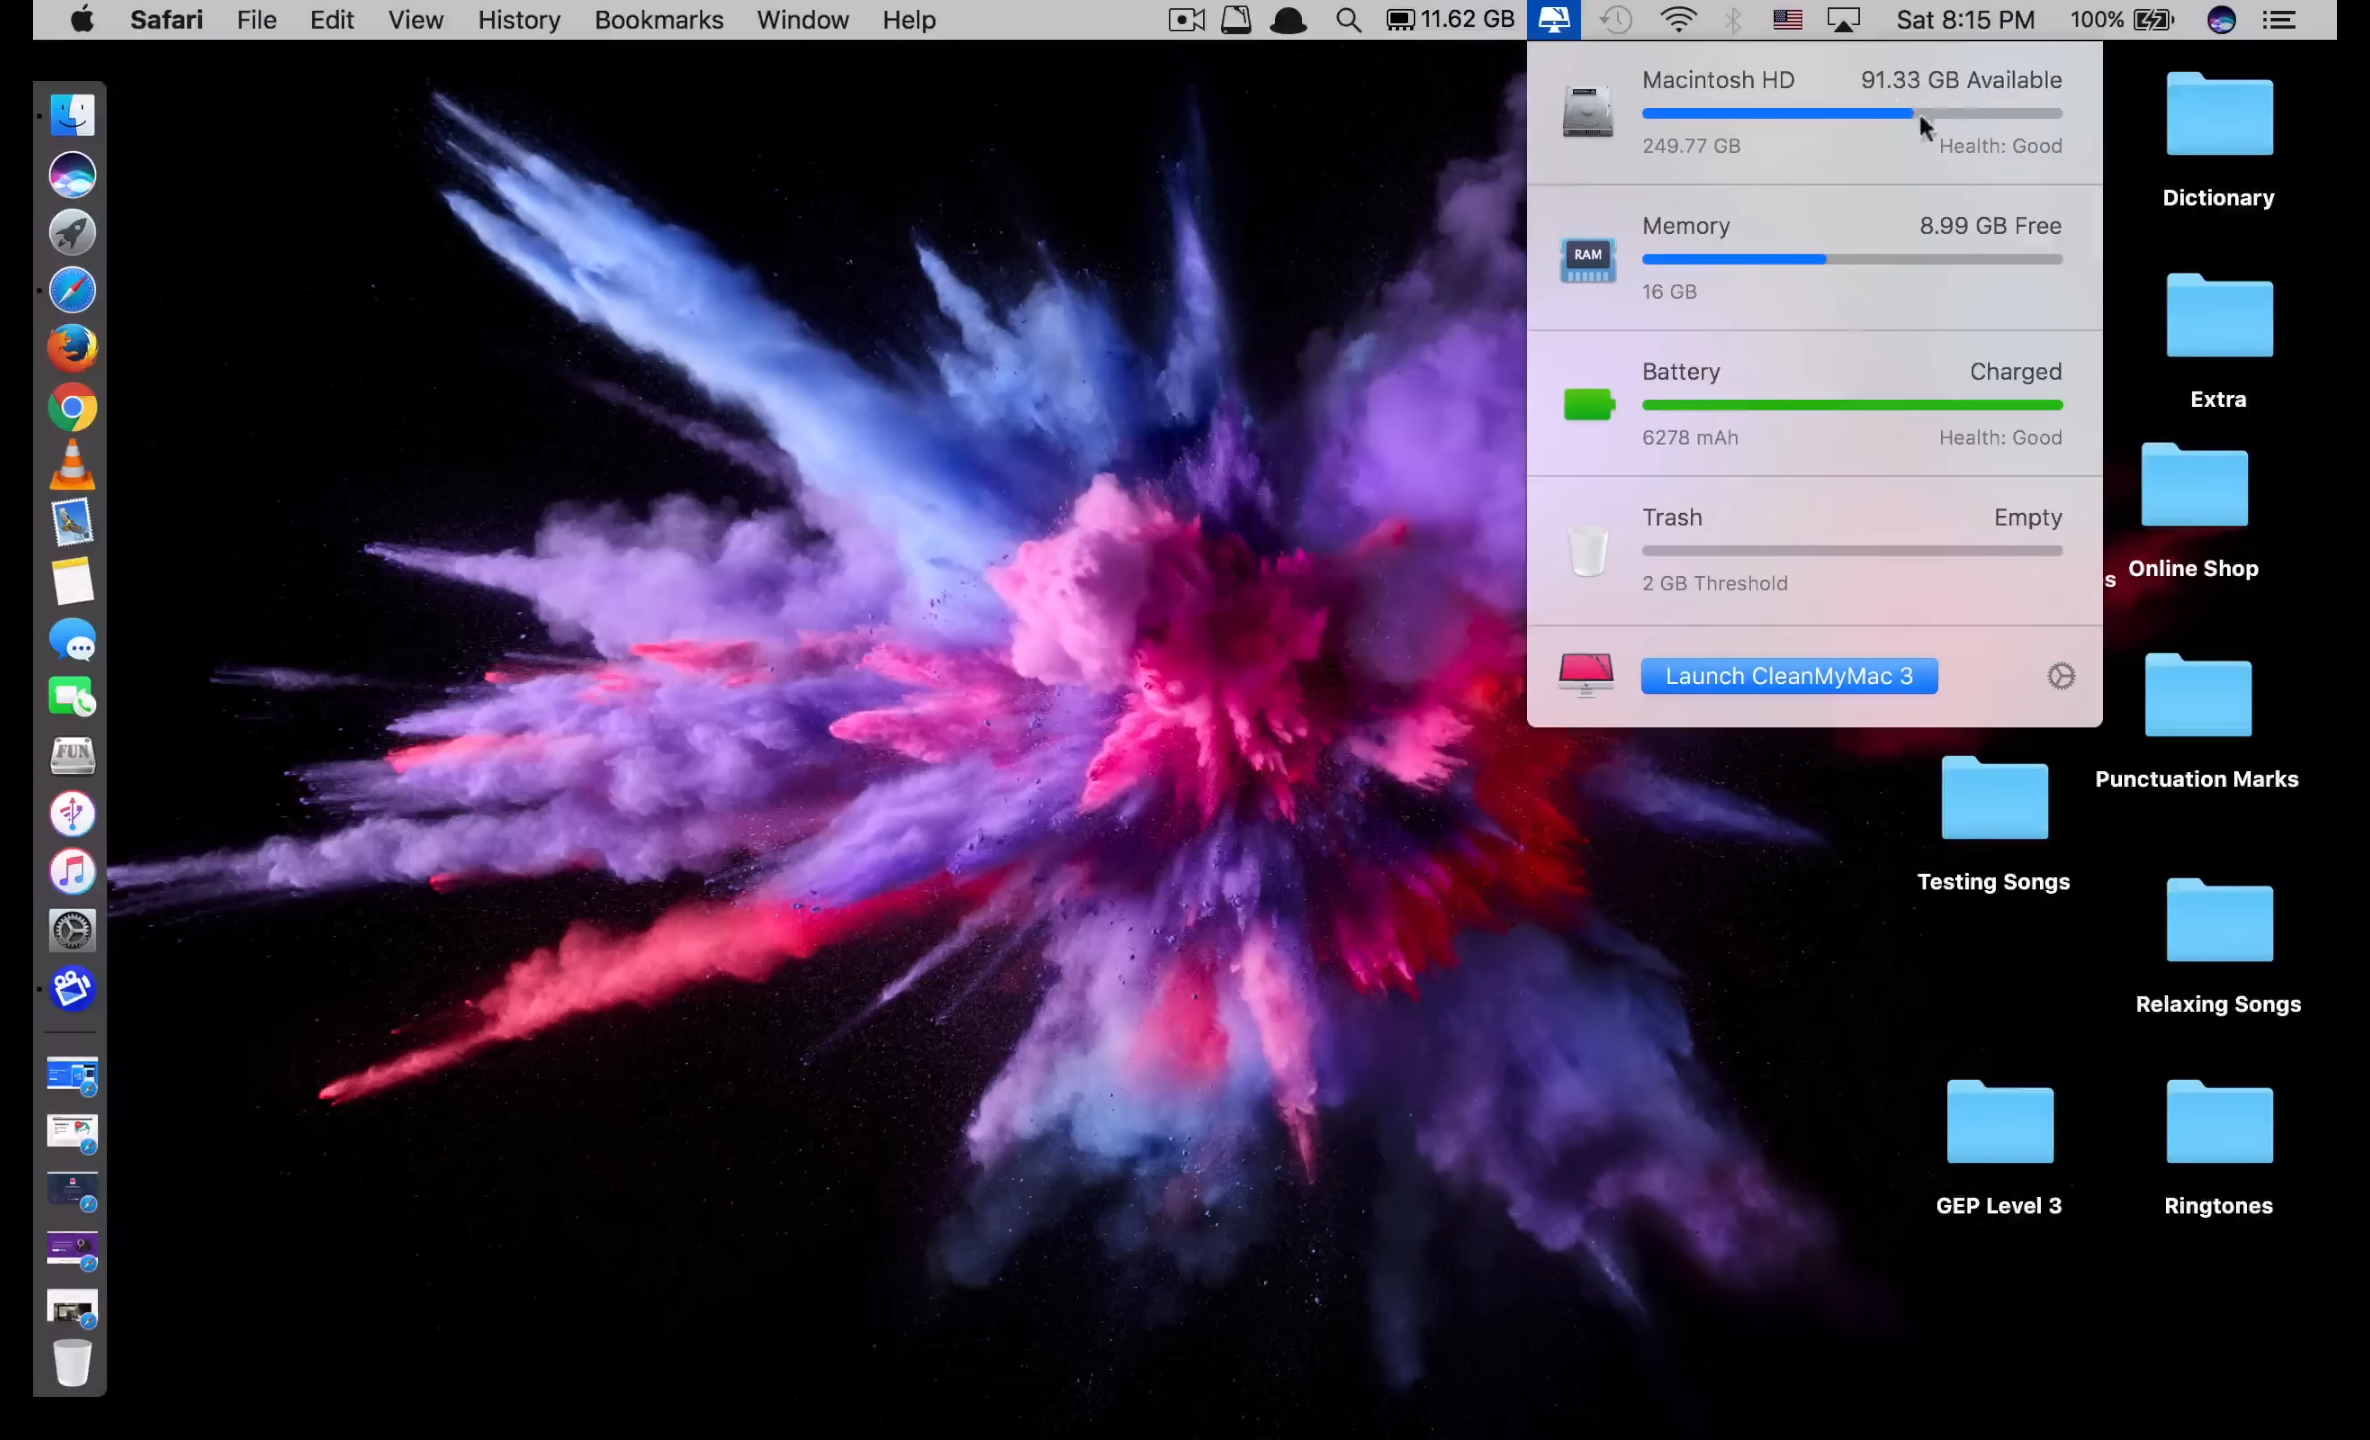 Safari File Edit View History Bookmarks Window Help 11.62 GB Sat 8:15 PM 100%
Macintosh HD 91.33 GB Available
249.77 GB Health: Good
RAM
Memory 8.99 GB Free
16 GB
Battery Charged
6278 mAh Health: Good
Trash Empty
2 GB Threshold
Launch CleanMyMac 3
Dictionary
Extra
s Online Shop
Punctuation Marks
Testing Songs
Relaxing Songs
GEP Level 3
Ringtones
FUN